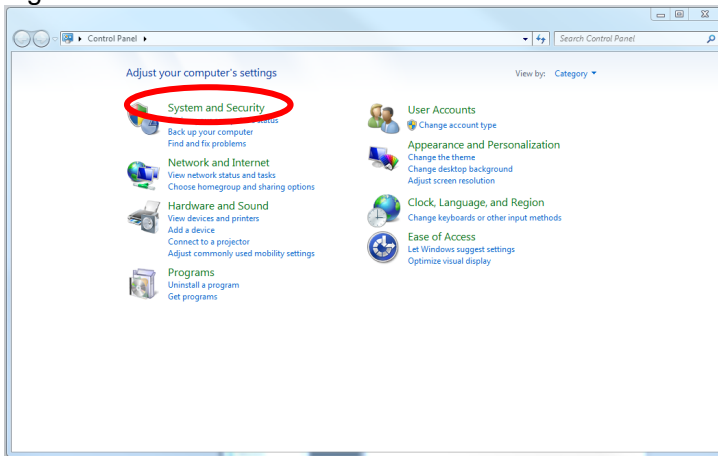 Control Panel
Search Control Panel
Adjust your computer's settings
View by: Category
System and Security
status
Back up your computer
Find and fix problems
Network and Internet
View network status and tasks
Choose homegroup and sharing options
Hardware and Sound
View devices and printers
Add a device
Connect to a projector
Adjust commonly used mobility settings
Programs
Uninstall a program
Get programs
User Accounts
Change account type
Appearance and Personalization
Change the theme
Change desktop background
Adjust screen resolution
Clock, Language, and Region
Change keyboards or other input methods
Ease of Access
Let Windows suggest settings
Optimize visual display